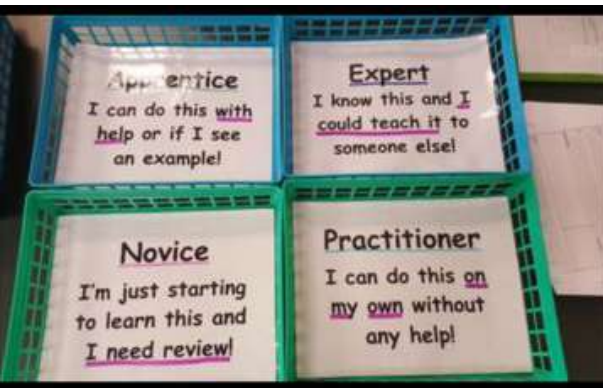 Apprentice
I can do this with
help or if I see
an example!
Expert
I know this and I
could teach it to
someone else!
Novice
I'm just starting
to learn this and
I need review!
Practitioner
I can do this on
my own without
any help!